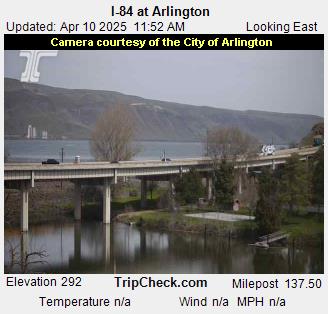 I-84 at Arlington
Updated: Apr 10 2025 11:52 AM Looking East
Camera courtesy of the City of Arlington
Elevation 292 TripCheck.com Milepost 137.50
Temperature n/a Wind n/a MPH n/a